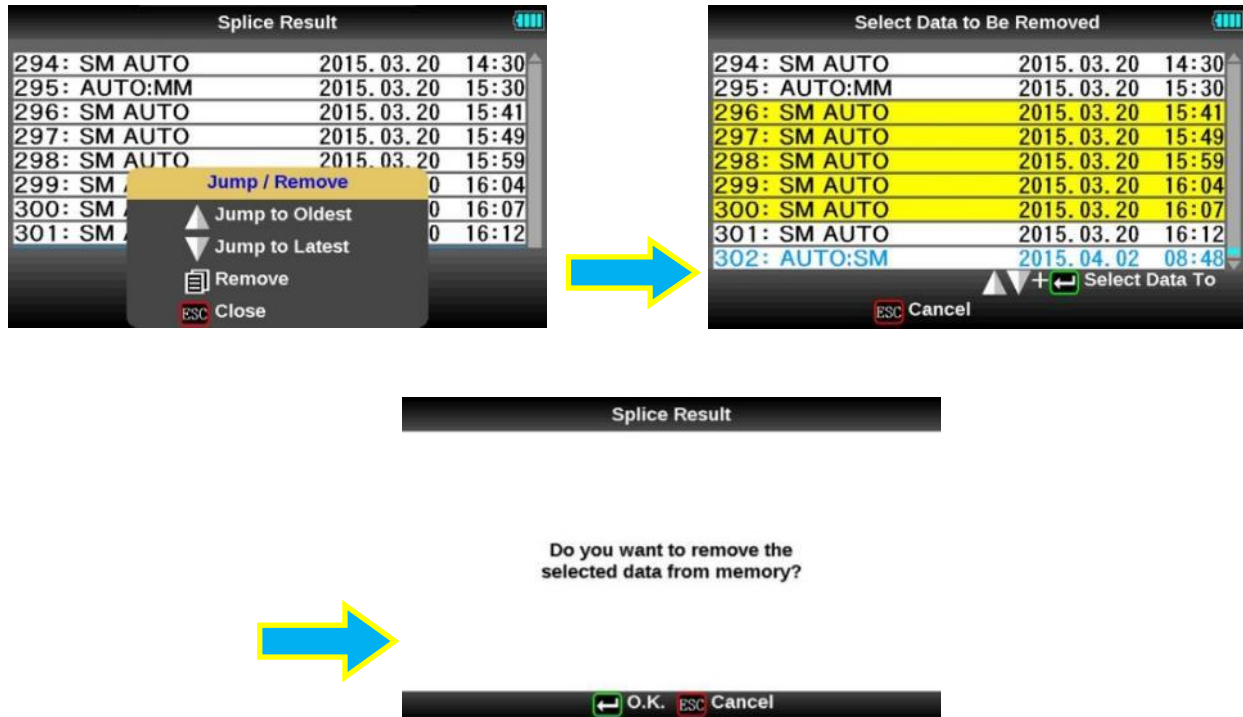 Splice Result
294: SM AUTO 2015.03.20 14:30
295: AUTO:MM 2015.03.20 15:30
296: SM AUTO 2015.03.20 15:41
297: SM AUTO 2015.03.20 15:49
298: SM AUTO 2015.03.20 15:59
299: SM 0 16:04
300: SM 0 16:07
301: SM 0 16:12
Jump / Remove
Jump to Oldest
Jump to Latest
Remove
ESC Close
Select Data to Be Removed
294: SM AUTO 2015.03.20 14:30
295: AUTO:MM 2015.03.20 15:30
296: SM AUTO 2015.03.20 15:41
297: SM AUTO 2015.03.20 15:49
298: SM AUTO 2015.03.20 15:59
299: SM AUTO 2015.03.20 16:04
300: SM AUTO 2015.03.20 16:07
301: SM AUTO 2015.03.20 16:12
302: AUTO:SM 2015.04.02 08:48
+ Select Data To
ESC Cancel
Splice Result
Do you want to remove the
selected data from memory?
O.K. ESC Cancel